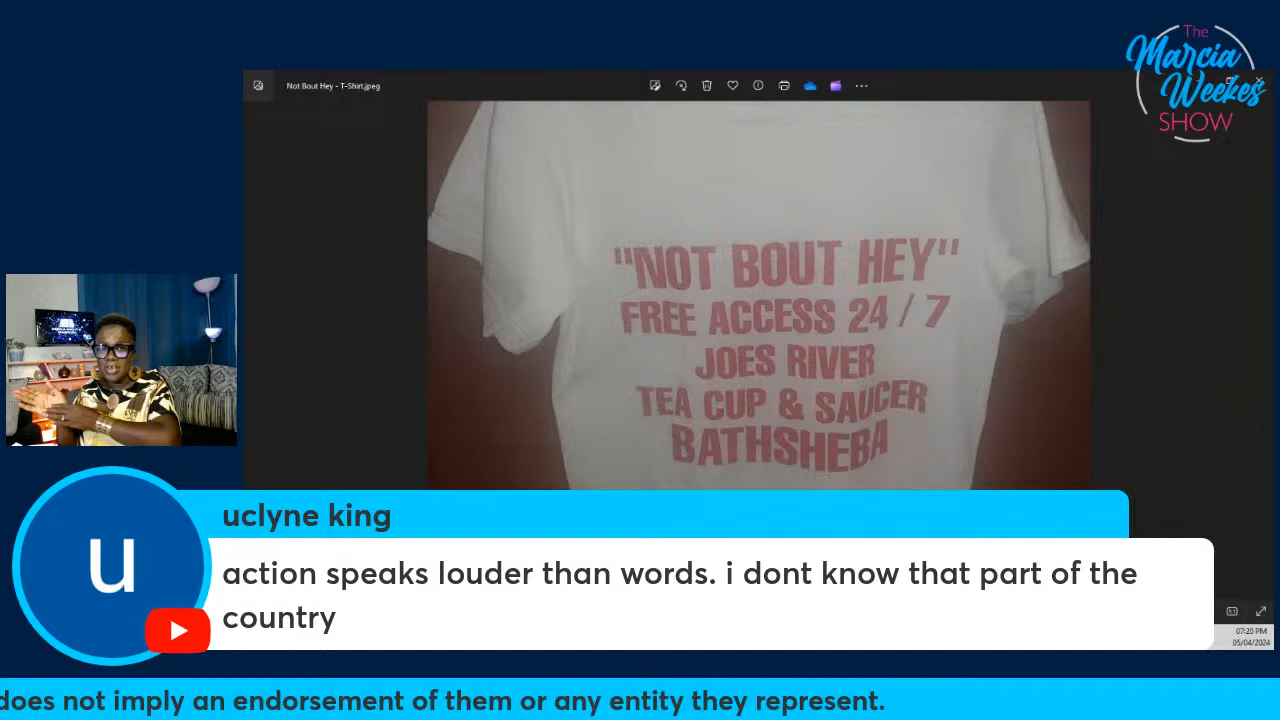 The
Marcia
Weekes
SHOW
Not Bout Hey - T-Shirt.jpeg
"NOT BOUT HEY"
FREE ACCESS 24 / 7
JOES RIVER
TEA CUP & SAUCER
BATHSHEBA
uclyne king
u
action speaks louder than words. i dont know that part of the
country
07:20 PM
05/04/2024
does not imply an endorsement of them or any entity they represent.